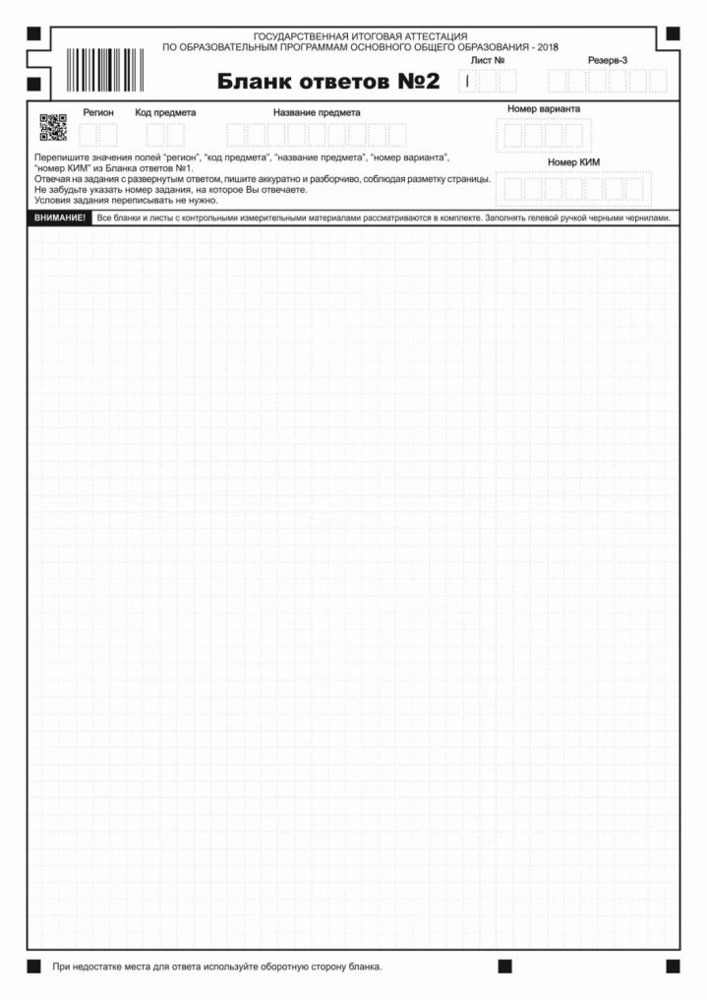 ГОСУДАРСТВЕННАЯ ИТОГОВАЯ АТТЕСТАЦИЯ
ПО ОБРАЗОВАТЕЛЬНЫМ ПРОГРАММАМ ОСНОВНОГО ОБЩЕГО ОБРАЗОВАНИЯ - 2018
Лист № Резерв-3
Бланк ответов №2
Регион Код предмета Название предмета Номер варианта
Перепишите значения полей “регион”, “код предмета”, “название предмета”, “номер варианта”,
“номер КИМ” из Бланка ответов №1.
Номер КИМ
Отвечая на задания с развернутым ответом, пишите аккуратно и разборчиво, соблюдая разметку страницы.
Не забудьте указать номер задания, на которое Вы отвечаете.
Условия задания переписывать не нужно.
ВНИМАНИЕ! Все бланки и листы с контрольными измерительными материалами рассматриваются в комплекте. Заполнять гелевой ручкой черными чернилами.
При недостатке места для ответа используйте оборотную сторону бланка.